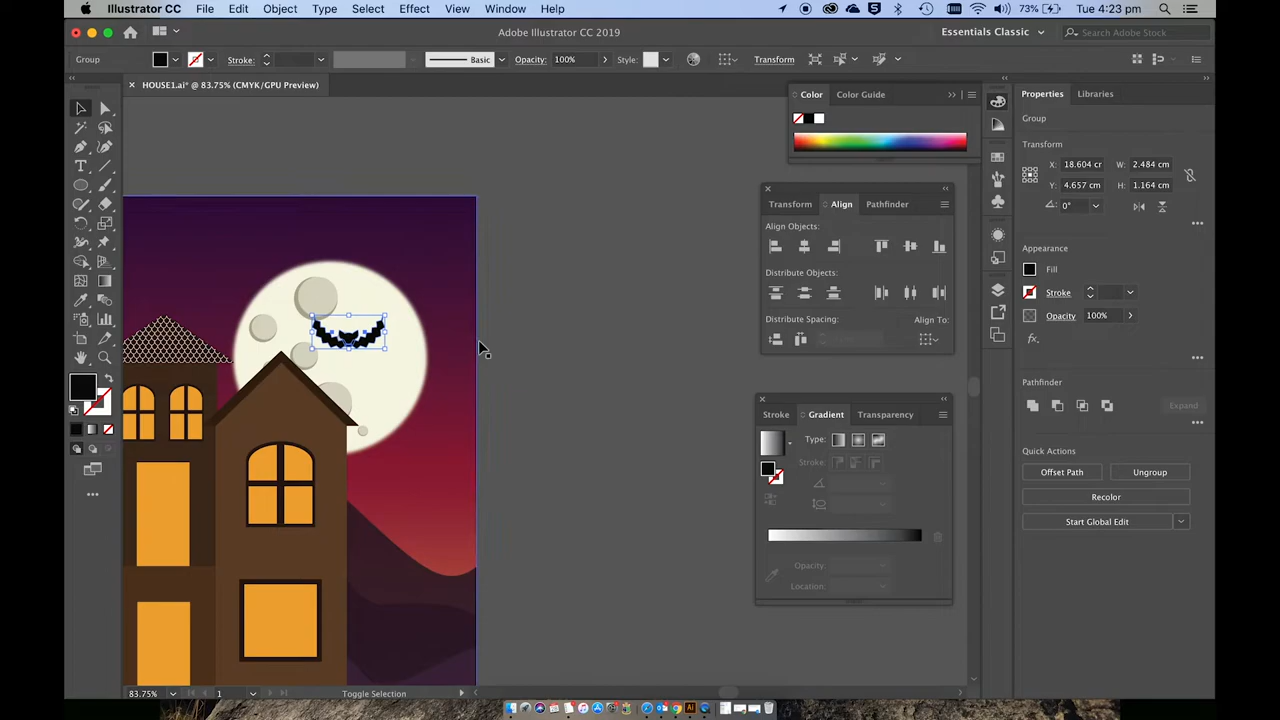 Illustrator CC File Edit Object Type Select Effect View Window Help 73% Tue 4:23 pm
Adobe Illustrator CC 2019 Essentials Classic Search Adobe Stock
Group Stroke: Basic Opacity: 100% Style: Transform
HOUSE1.ai* @ 83.75% (CMYK/GPU Preview)
Color Color Guide
Properties Libraries
Group
Transform
X: 18.604 cr W: 2.484 cm
Y: 4.657 cm H: 1.164 cm
0°
Transform Align Pathfinder
Align Objects:
Distribute Objects:
Distribute Spacing: Align To:
Appearance
Fill
Stroke
Opacity 100%
fx.
Pathfinder
Expand
Stroke Gradient Transparency
Type:
Stroke:
Opacity:
Location:
Quick Actions
Offset Path Ungroup
Recolor
Start Global Edit
83.75% 1 Toggle Selection